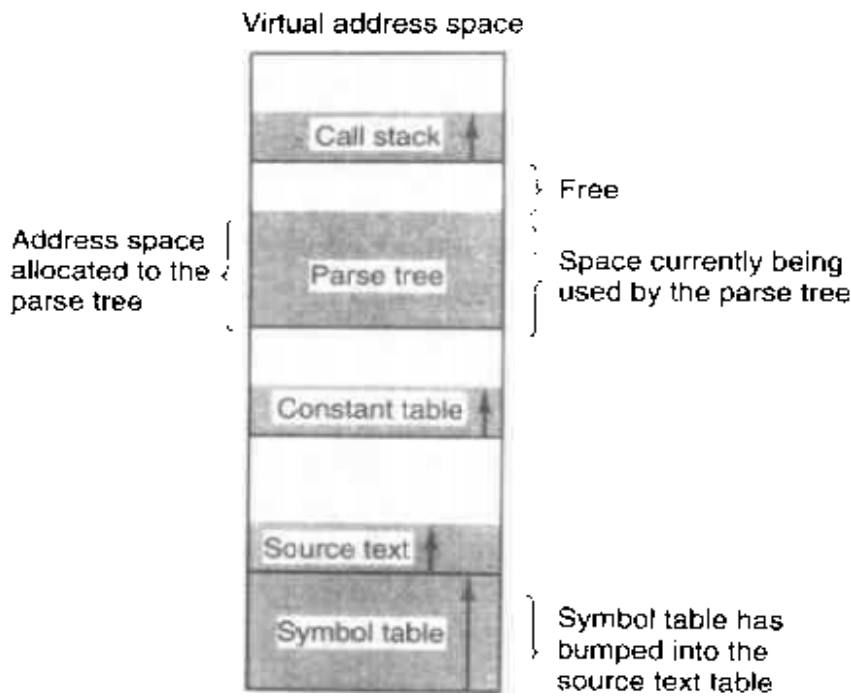 Virtual address space
Call stack
Free
Address space
allocated to the
parse tree
Parse tree
Space currently being
used by the parse tree
Constant table
Source text
Symbol table
Symbol table has
bumped into the
source text table